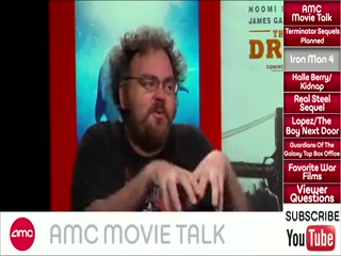 NOOMI
JAMES GA
DR
AMC
Movie Talk
Terminator Sequels
Planned
Iron Man 4
Halle Berry/
Kidnap
Real Steel
Sequel
Lopez/The
Boy Next Door
Guardians Of The
Galaxy Top Box Office
Favorite War
Films
Viewer
Questions
SUBSCRIBE
YouTube
amc AMC MOVIE TALK